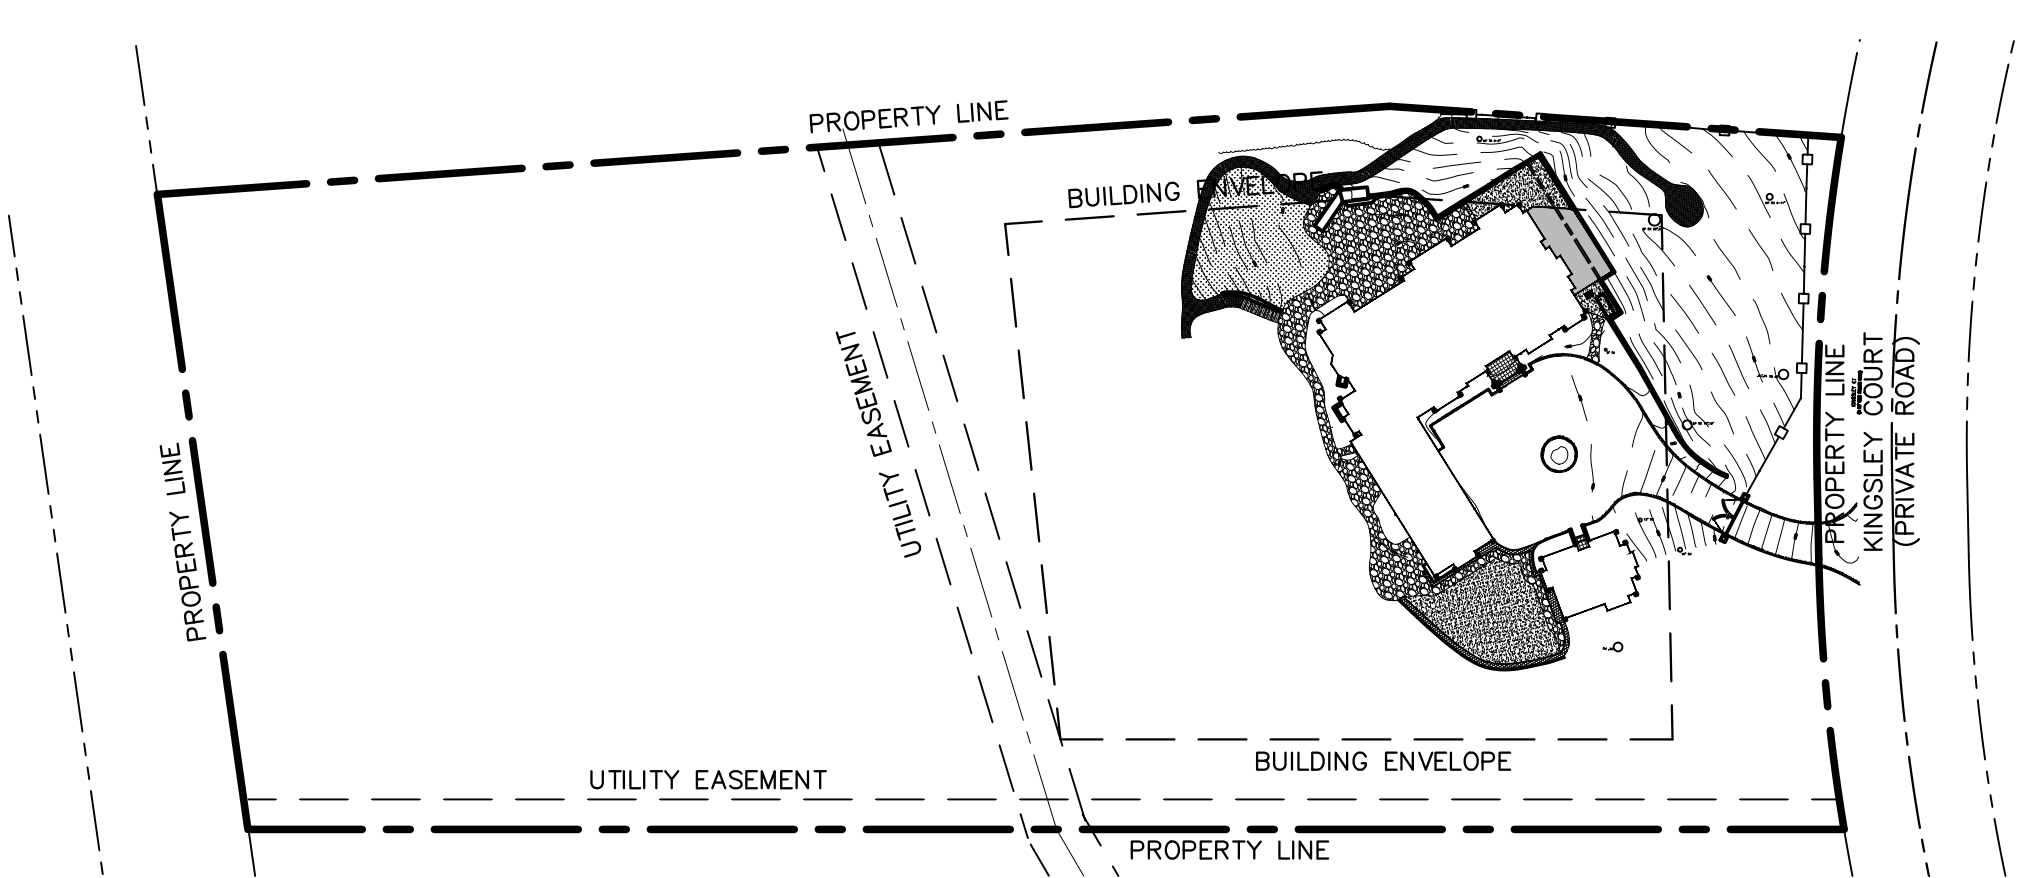 PROPERTY LINE
BUILDING ENVELOPE
UTILITY EASEMENT
PROPERTY LINE
PROPERTY LINE
KINGSLEY COURT
(PRIVATE ROAD)
BUILDING ENVELOPE
UTILITY EASEMENT
PROPERTY LINE